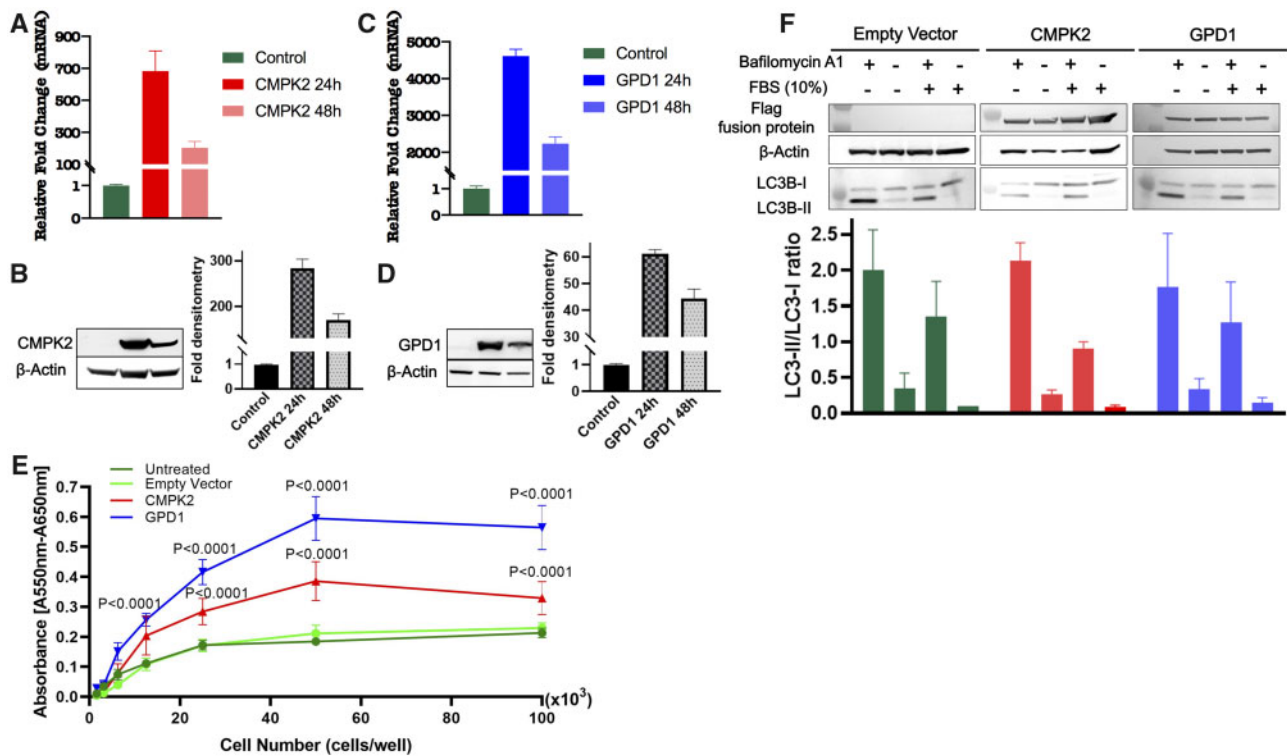 A
Relative Fold Change (mRNA)
900
700
500
300
100
1
0
Control
CMPK2 24h
CMPK2 48h
C
Relative Fold Change (mRNA)
5000
4000
3000
2000
1
0
Control
GPD1 24h
GPD1 48h
B
CMPK2
β-Actin
Fold densitometry
300
200
1
0
Control
CMPK2 24h
CMPK2 48h
D
GPD1
β-Actin
Fold densitometry
60
50
40
30
1
0
Control
GPD1 24h
GPD1 48h
E
Untreated
Empty Vector
CMPK2
GPD1
Absorbance [A550nm-A650nm]
0.7
0.6
0.5
0.4
0.3
0.2
0.1
0.0
P<0.0001
P<0.0001
P<0.0001
P<0.0001
P<0.0001
P<0.0001
P<0.0001
0 20 40 60 80 100
(x10³)
Cell Number (cells/well)
F
Empty Vector CMPK2 GPD1
Bafilomycin A1 + - + - + - + - + - + -
FBS (10%) - - + + - - + + - - + +
Flag
fusion protein
β-Actin
LC3B-I
LC3B-II
LC3-II/LC3-I ratio
2.5
2.0
1.5
1.0
0.5
0.0